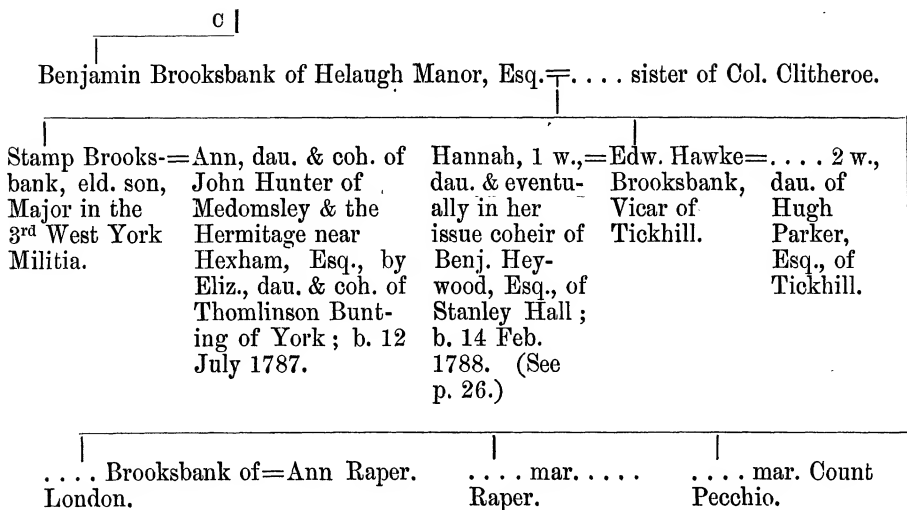 C
Benjamin Brooksbank of Helaugh Manor, Esq.=. . . . sister of Col. Clitheroe.
Stamp Brooks-=Ann, dau. & coh. of
bank, eld. son, John Hunter of
Major in the Medomsley & the
3rd West York Hermitage near
Militia. Hexham, Esq., by
Eliz., dau. & coh. of
Thomlinson Bunt-
ing of York ; b. 12
July 1787.
Hannah, 1 w.,=Edw. Hawke=. . . . 2 w.,
dau. & eventu- Brooksbank, dau. of
ally in her Vicar of Hugh
issue coheir of Tickhill. Parker,
Benj. Hey- Esq., of
wood, Esq., of Tickhill.
Stanley Hall ;
b. 14 Feb.
1788. (See
p. 26.)
. . . . Brooksbank of=Ann Raper.
London.
. . . . mar. . . . .
Raper.
. . . . mar. Count
Pecchio.